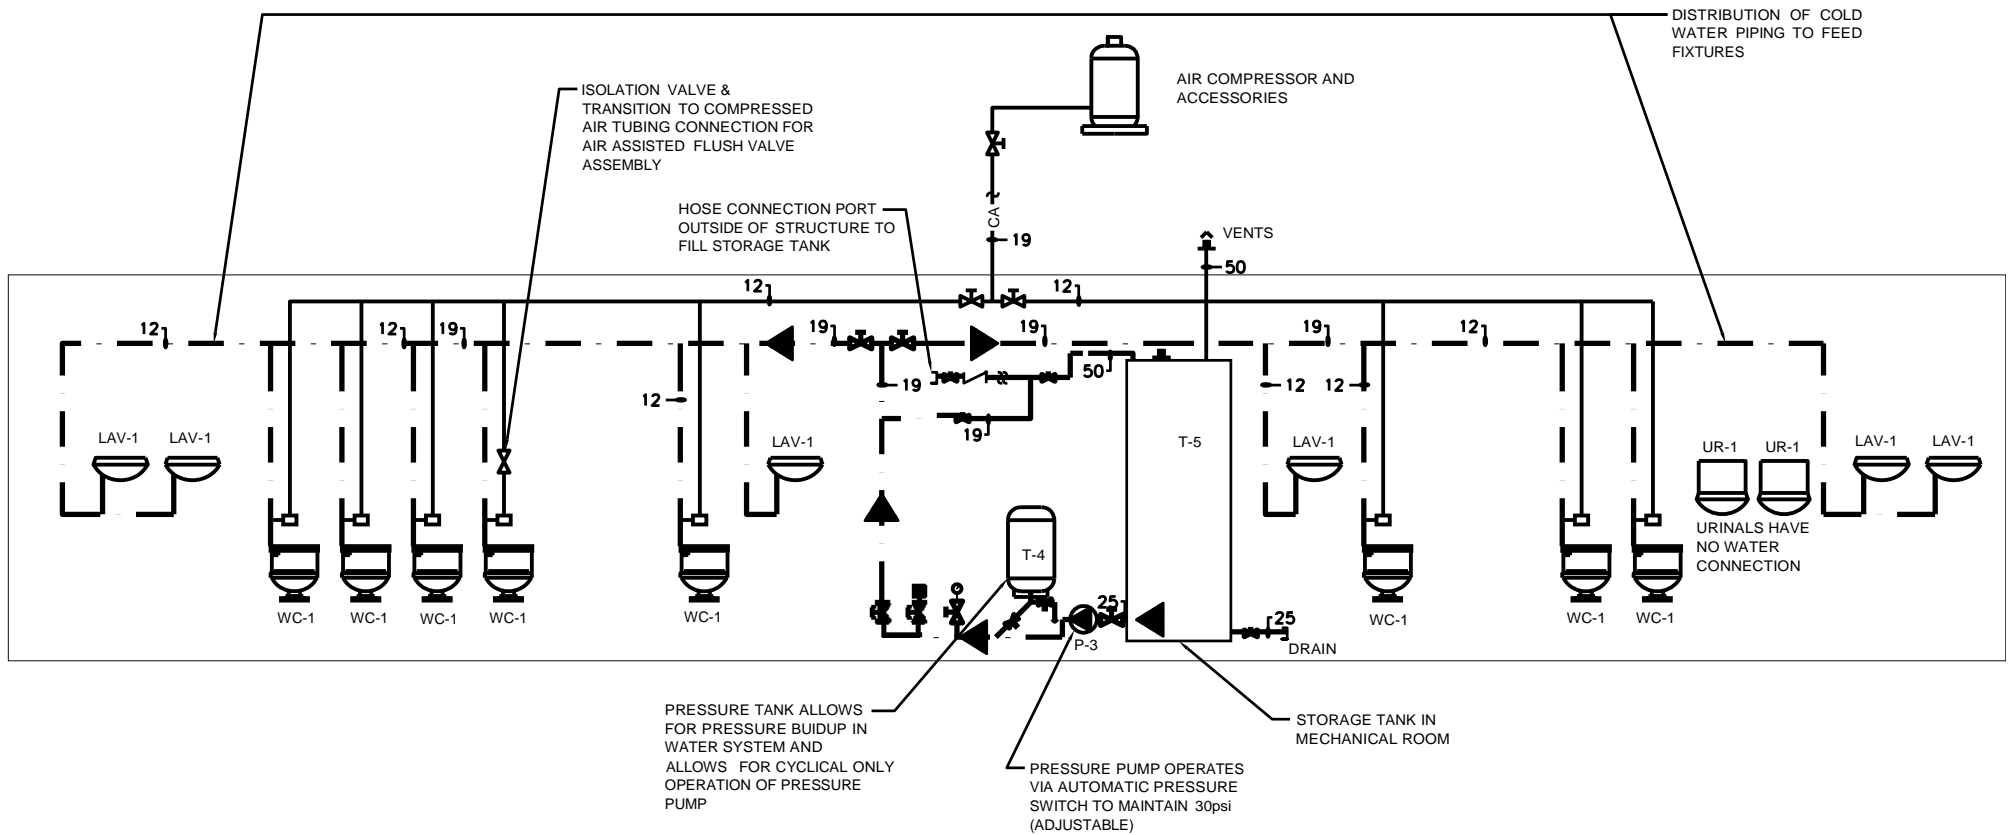 DISTRIBUTION OF COLD
WATER PIPING TO FEED
FIXTURES
AIR COMPRESSOR AND
ACCESSORIES
ISOLATION VALVE &
TRANSITION TO COMPRESSED
AIR TUBING CONNECTION FOR
AIR ASSISTED FLUSH VALVE
ASSEMBLY
HOSE CONNECTION PORT
OUTSIDE OF STRUCTURE TO
FILL STORAGE TANK
CA
19
VENTS
50
12
12
12
12
19
19
19
19
12
19
50
12
12
12
19
LAV-1
LAV-1
LAV-1
T-5
LAV-1
UR-1
UR-1
LAV-1
LAV-1
URINALS HAVE
NO WATER
CONNECTION
T-4
25
25
WC-1
WC-1
WC-1
WC-1
WC-1
P-3
DRAIN
WC-1
WC-1
WC-1
PRESSURE TANK ALLOWS
FOR PRESSURE BUIDUP IN
WATER SYSTEM AND
ALLOWS FOR CYCLICAL ONLY
OPERATION OF PRESSURE
PUMP
PRESSURE PUMP OPERATES
VIA AUTOMATIC PRESSURE
SWITCH TO MAINTAIN 30psi
(ADJUSTABLE)
STORAGE TANK IN
MECHANICAL ROOM